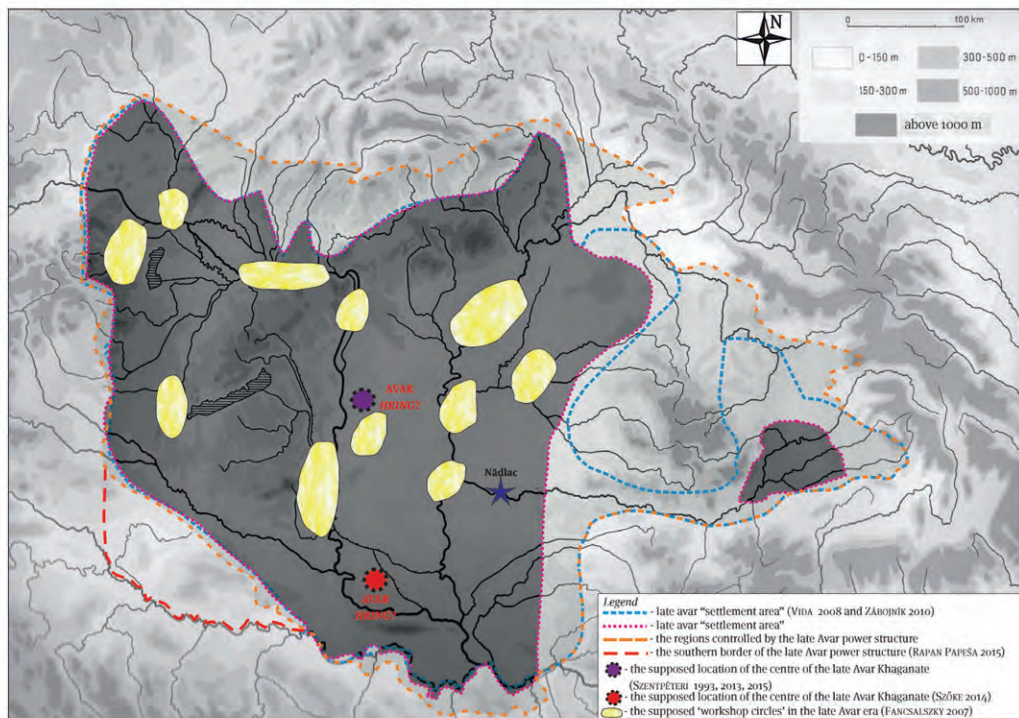 0 100 km
N
0-150 m 300-500 m
150-300 m 500-1000 m
above 1000 m
AVAR
HRING?
Nădlac
AVAR
HRING?
Legend
- late avar "settlement area" (VIDA 2008 and ZÁBOJNÍK 2010)
- late avar "settlement area"
- the regions controlled by the late Avar power structure
- the southern border of the late Avar power structure (RAPAN PAPEŠA 2015)
- the supposed location of the centre of the late Avar Khaganate
(SZENTPÉTERI 1993, 2013, 2015)
- the supposed location of the centre of the late Avar Khaganate (SZŐKE 2014)
- the supposed 'workshop circles' in the late Avar era (FANCSALSZKY 2007)